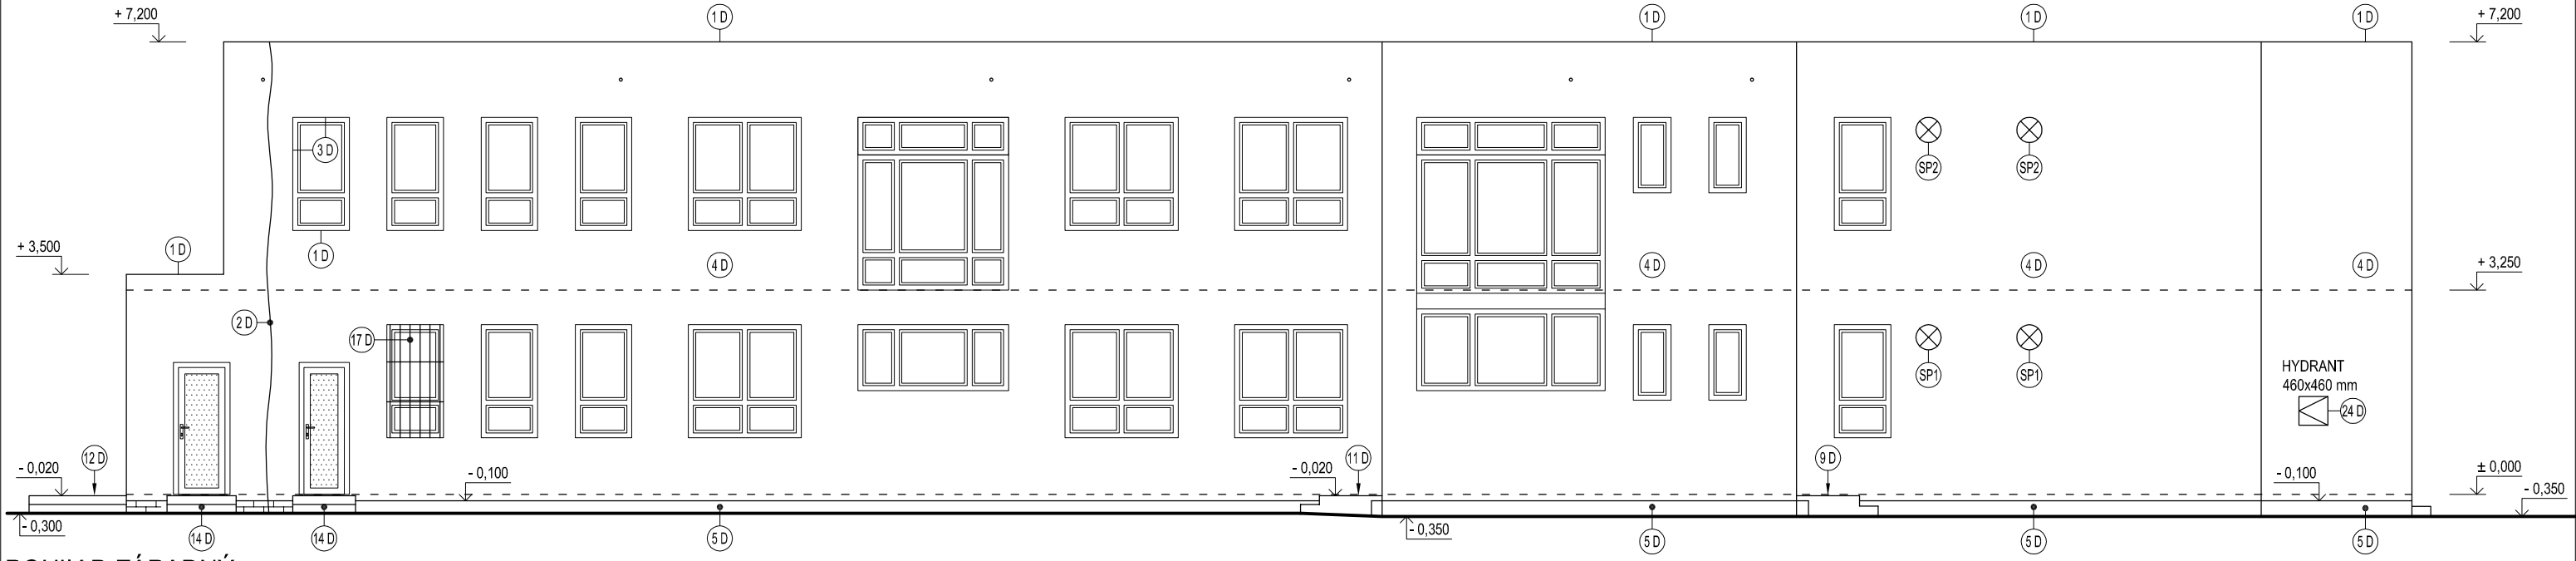 + 7,200
1 D
1 D
1 D
1 D
+ 7,200
3 D
SP2
SP2
+ 3,500
1 D
1 D
4 D
4 D
4 D
4 D
+ 3,250
2 D
17 D
SP1
SP1
HYDRANT
460x460 mm
24 D
- 0,020
12 D
- 0,100
- 0,020
11 D
9 D
- 0,100
± 0,000
- 0,350
- 0,300
14 D
14 D
5 D
- 0,350
5 D
5 D
5 D